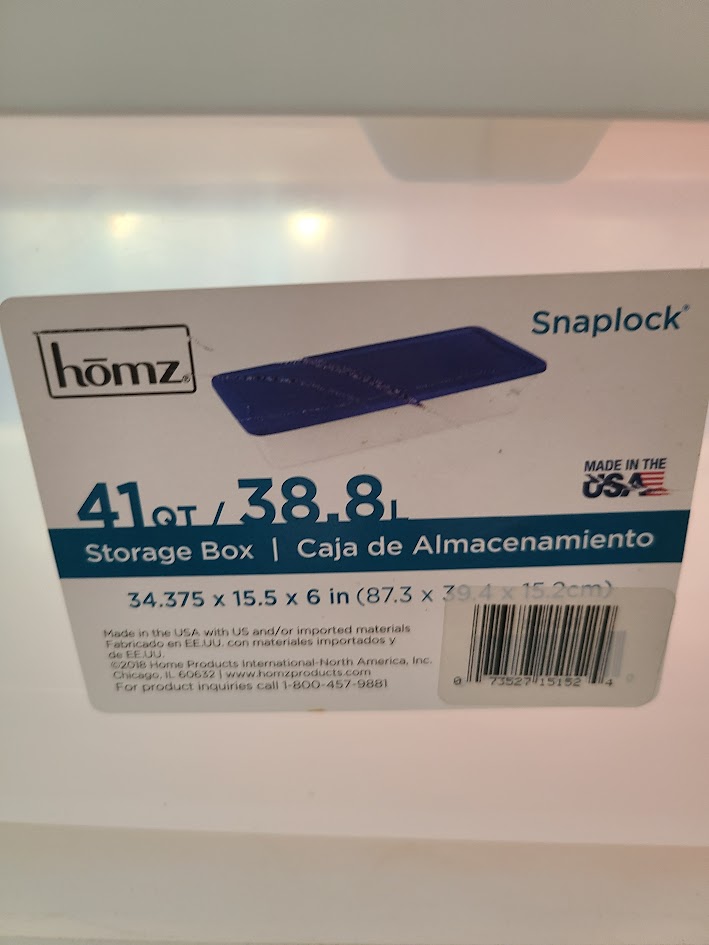 Snaplock®
hōmz®
MADE IN THE
USA
41QT / 38.8L
Storage Box | Caja de Almacenamiento
34.375 x 15.5 x 6 in (87.3 x 39.4 x 15.2cm)
Made in the USA with US and/or imported materials
Fabricado en EE.UU. con materiales importados y
de EE.UU.
©2018 Home Products International-North America, Inc.
Chicago, IL 60632 | www.homzproducts.com
For product inquiries call 1-800-457-9881
0 73527 15152 4